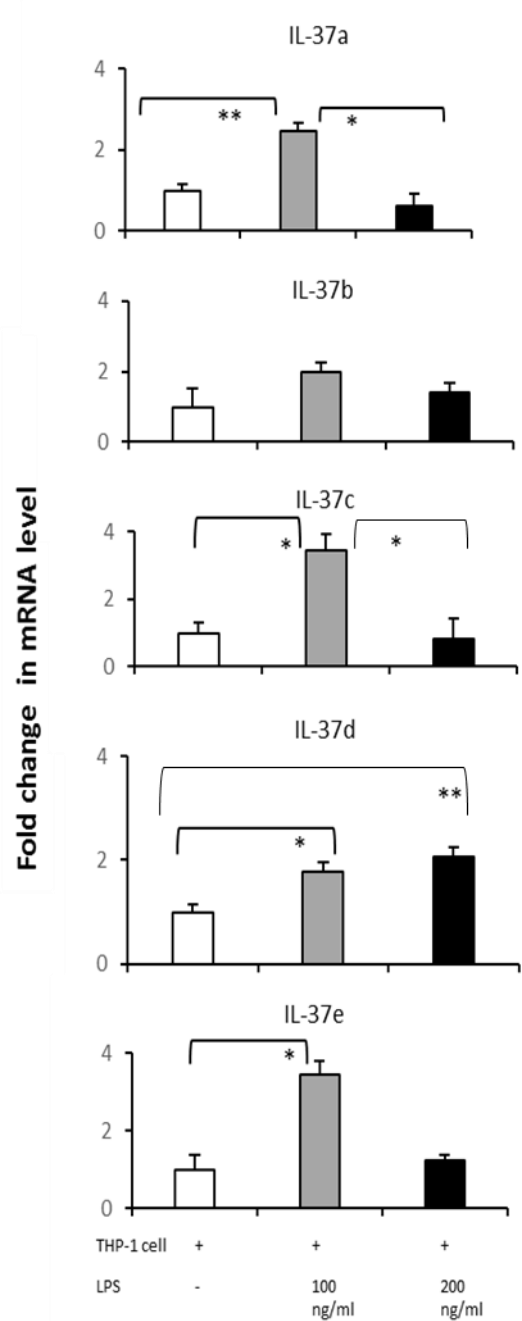 IL-37a
4
** *
2
0
IL-37b
4
2
0
IL-37c
4
* *
2
0
Fold change in mRNA level
IL-37d
4
**
*
2
0
IL-37e
4
*
2
0
THP-1 cell + + +
LPS - 100 200
ng/ml ng/ml